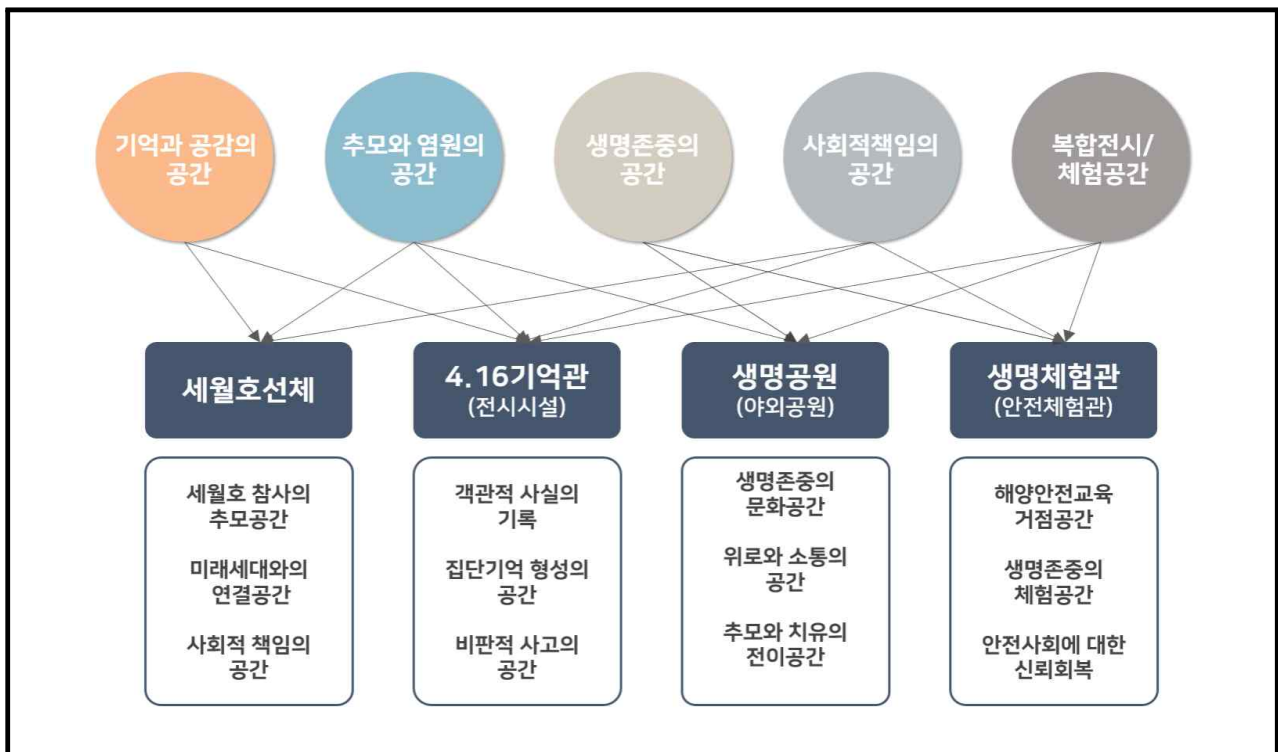 기억과 공감의
공간
추모와 염원의
공간
생명존중의
공간
사회적책임의
공간
복합전시/
체험공간
세월호선체
4.16기억관
(전시시설)
생명공원
(야외공원)
생명체험관
(안전체험관)
세월호 참사의
추모공간
미래세대와의
연결공간
사회적 책임의
공간
객관적 사실의
기록
집단기억 형성의
공간
비판적 사고의
공간
생명존중의
문화공간
위로와 소통의
공간
추모와 치유의
전이공간
해양안전교육
거점공간
생명존중의
체험공간
안전사회에 대한
신뢰회복